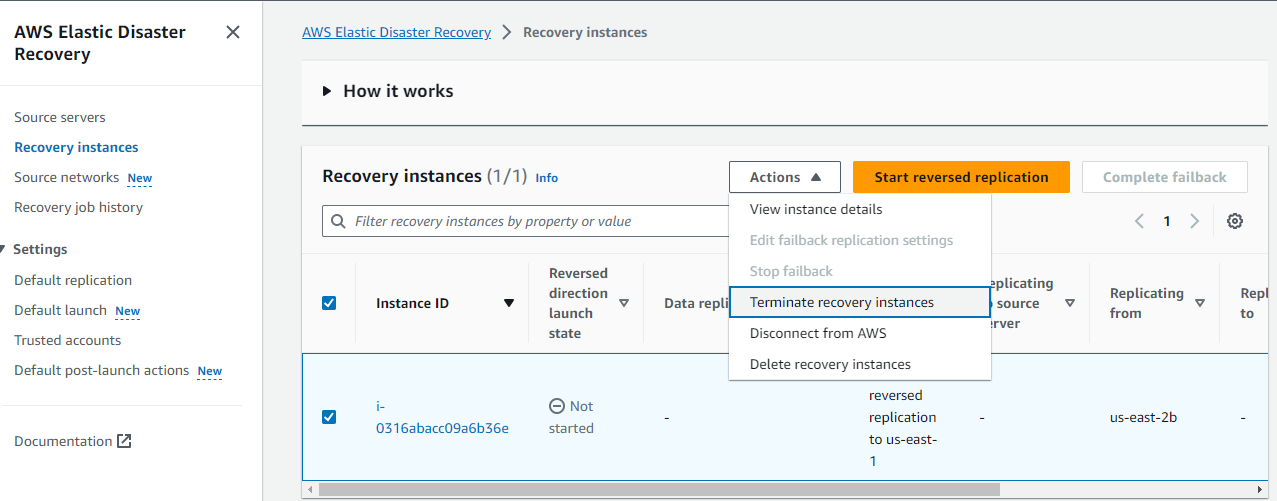 AWS Elastic Disaster
Recovery
Source servers
Recovery instances
Source networks New
Recovery job history
Settings
Default replication
Default launch New
Trusted accounts
Default post-launch actions New
Documentation
AWS Elastic Disaster Recovery > Recovery instances
How it works
Recovery instances (1/1) Info
Actions
Start reversed replication
Complete failback
Filter recovery instances by property or value
1
View instance details
Edit failback replication settings
Stop failback
Terminate recovery instances
Disconnect from AWS
Delete recovery instances
Instance ID
Reversed
direction
launch
state
Data repli
eplicating
source
erver
Replicating
from
Repl
to
i-
0316abacc09a6b36e
Not
started
-
reversed
replication
to us-east-
1
-
us-east-2b
-